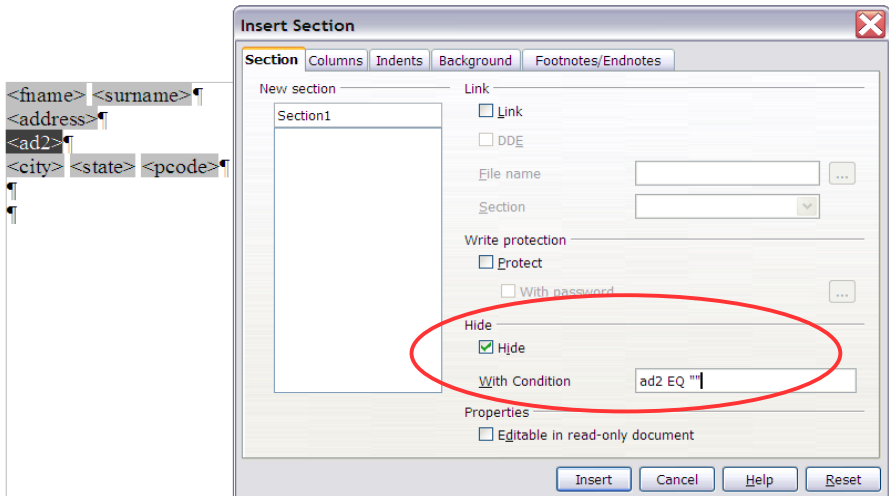 Insert Section
Section Columns Indents Background Footnotes/Endnotes
<fname> <surname>¶
<address>¶
<ad2>¶
<city> <state> <pcode>¶
¶
¶
New section
Section1
Link
Link
DDE
File name
...
Section
Write protection
Protect
With password
...
Hide
Hide
With Condition
ad2 EQ ""
Properties
Editable in read-only document
Insert Cancel Help Reset